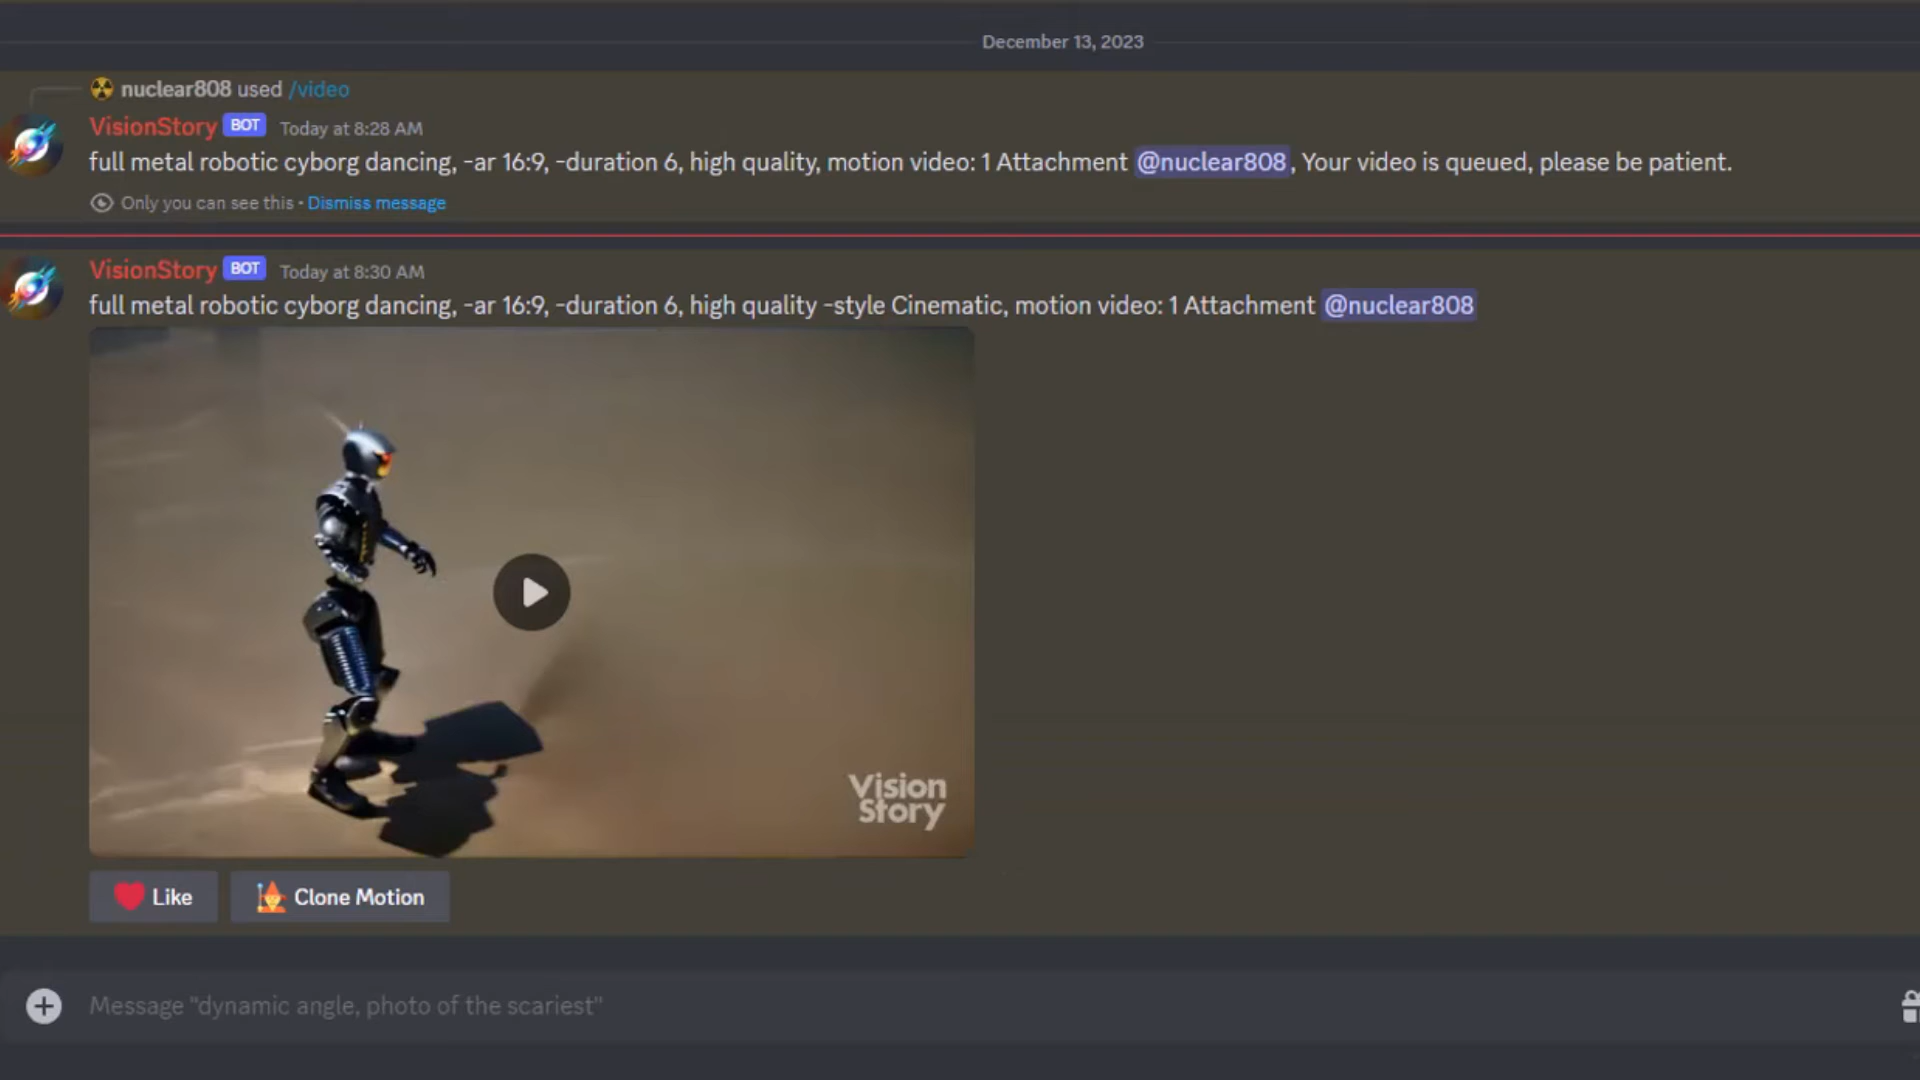 December 13, 2023
nuclear808 used /video
VisionStory BOT Today at 8:28 AM
full metal robotic cyborg dancing, -ar 16:9, -duration 6, high quality, motion video: 1 Attachment @nuclear808, Your video is queued, please be patient.
Only you can see this • Dismiss message
VisionStory BOT Today at 8:30 AM
full metal robotic cyborg dancing, -ar 16:9, -duration 6, high quality -style Cinematic, motion video: 1 Attachment @nuclear808
Vision
Story
Like Clone Motion
Message "dynamic angle, photo of the scariest"